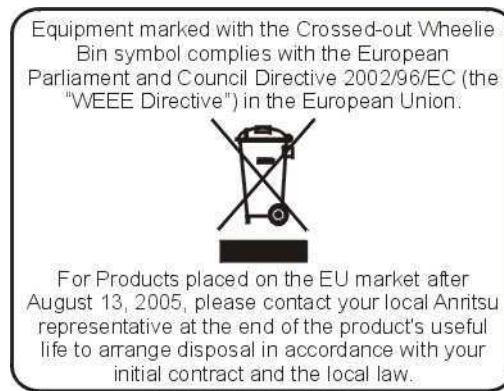 Equipment marked with the Crossed-out Wheelie
Bin symbol complies with the European
Parliament and Council Directive 2002/96/EC (the
“WEEE Directive”) in the European Union.
For Products placed on the EU market after
August 13, 2005, please contact your local Anritsu
representative at the end of the product's useful
life to arrange disposal in accordance with your
initial contract and the local law.